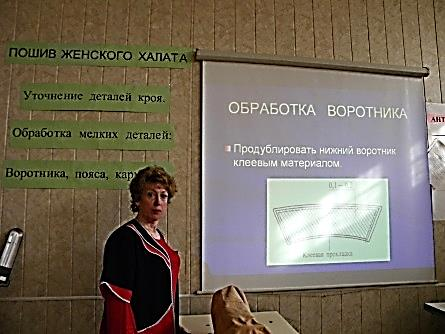 ПОШИВ ЖЕНСКОГО ХАЛАТА
Уточнение деталей кроя.
Обработка мелких деталей:
Воротника, пояса,
ОБРАБОТКА ВОРОТНИКА
Продублировать нижний воротник
клеевым материалом.
Клеевая прокладка
ART